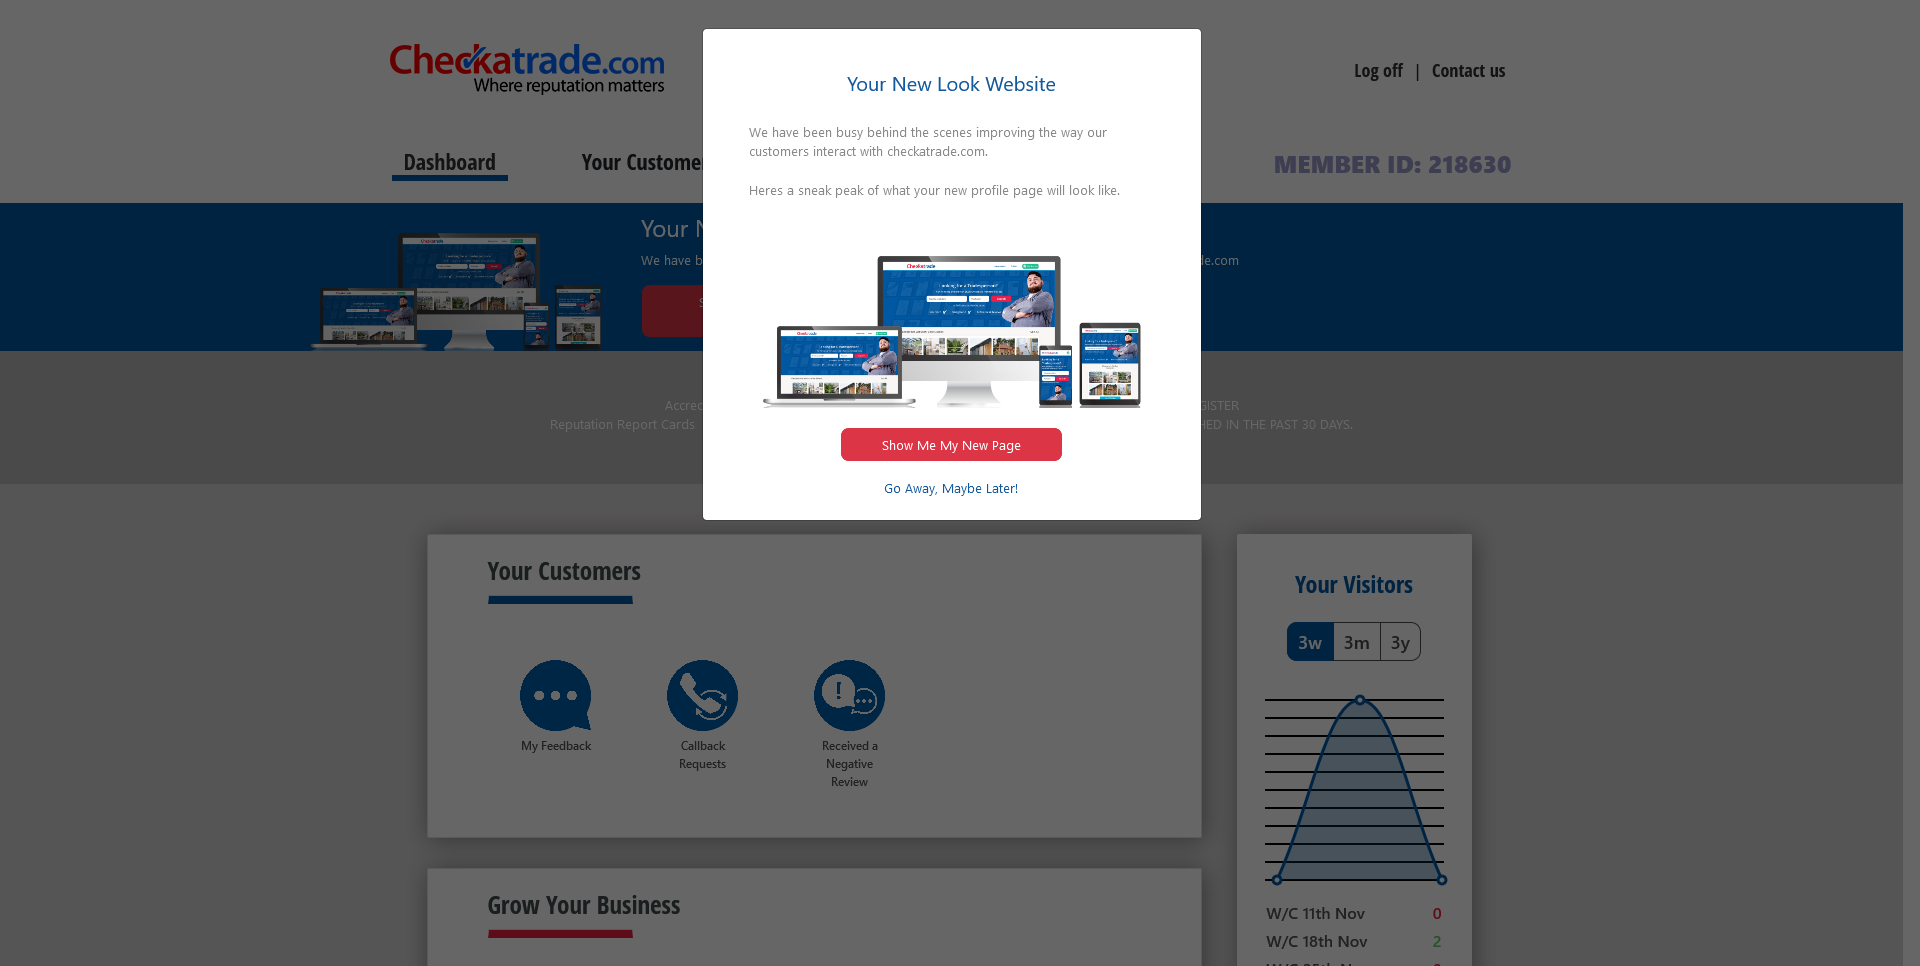 Checkatrade.com
Where reputation matters
Log off | Contact us
Dashboard
Your Custome
MEMBER ID: 218630
Your New Look Website
We have been busy behind the scenes improving the way our
customers interact with checkatrade.com.
Heres a sneak peak of what your new profile page will look like.
Show Me My New Page
Go Away, Maybe Later!
Your
We have b
.com
Accre
Reputation Report Cards
IN THE PAST 30 DAYS.
Your Customers
My Feedback
Callback
Requests
Received a
Negative
Review
Grow Your Business
Your Visitors
3w 3m 3y
W/C 11th Nov 0
W/C 18th Nov 2